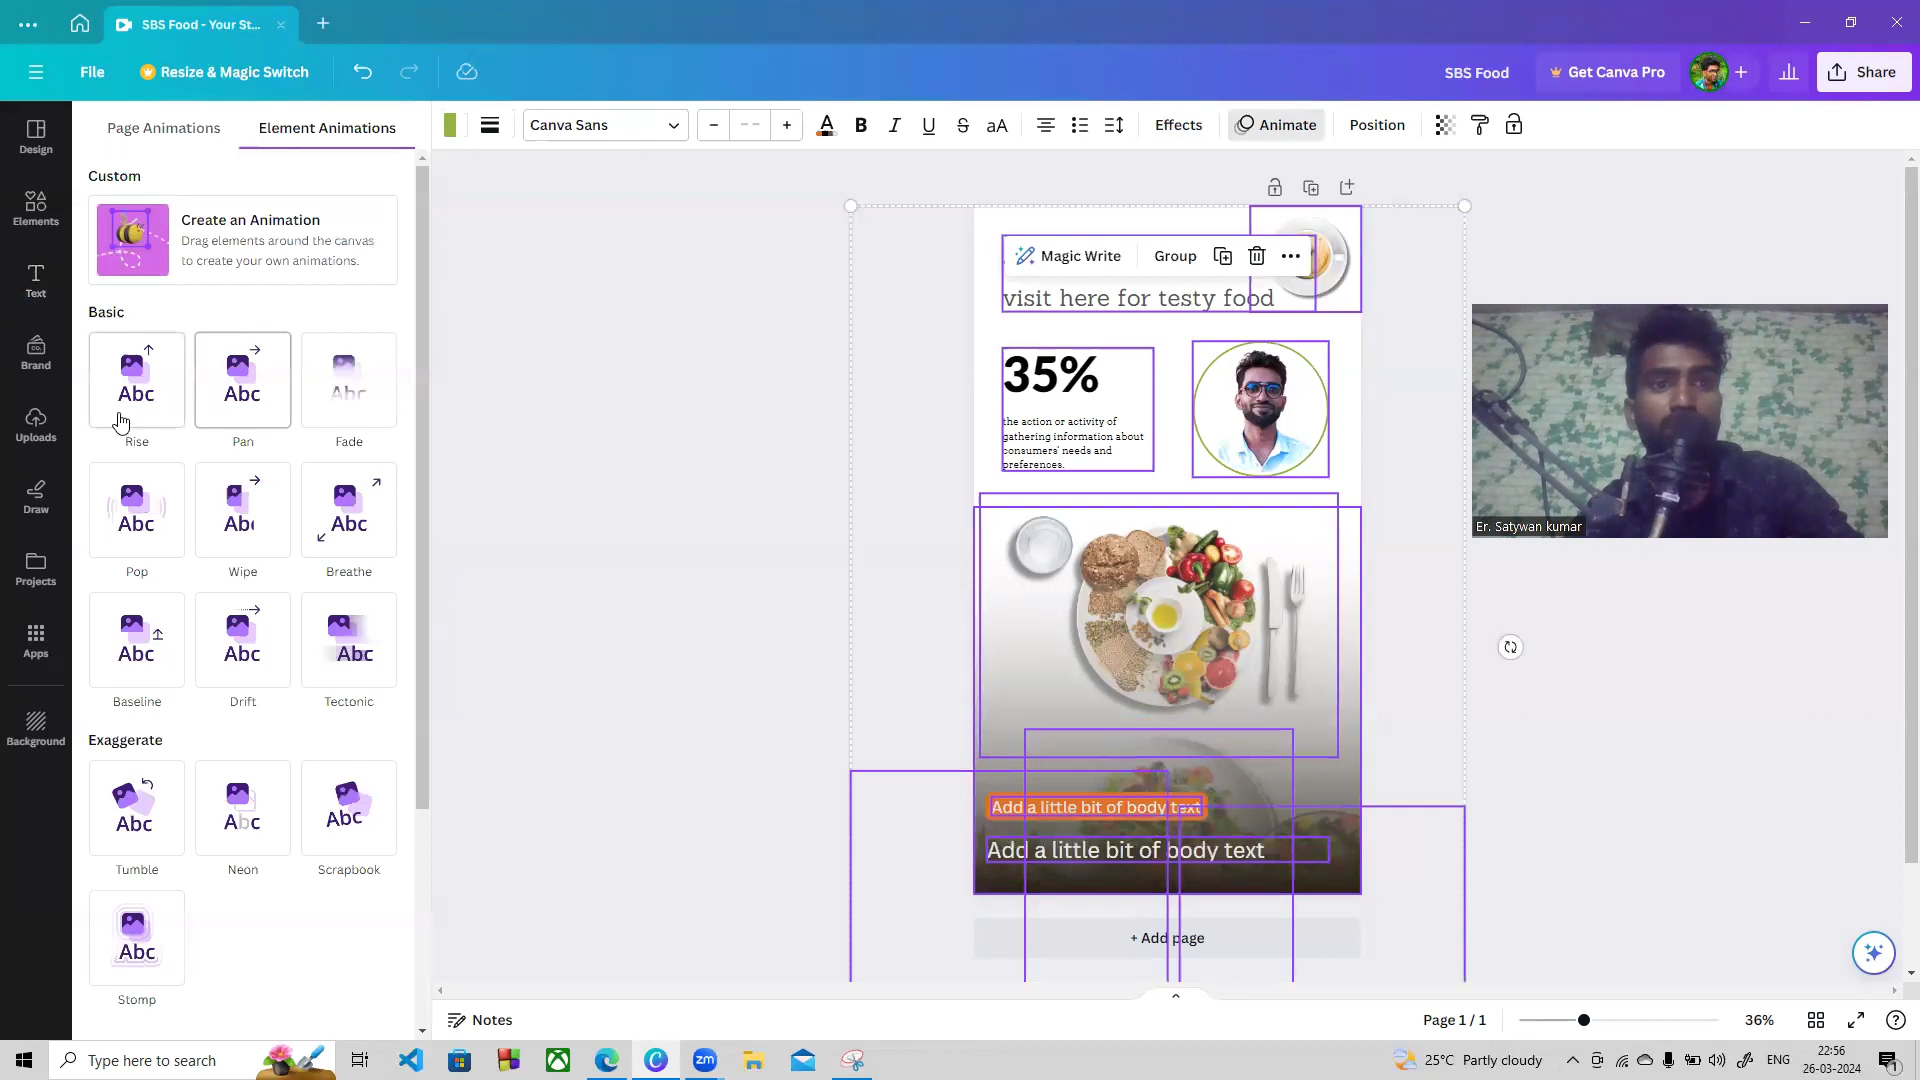 SBS Food - Your St...
File
Resize & Magic Switch
SBS Food
Get Canva Pro
Share
Design
Elements
Text
Brand
Uploads
Draw
Projects
Apps
Background
Page Animations
Element Animations
Custom
Create an Animation
Drag elements around the canvas
to create your own animations.
Basic
Abc
Abc
Abc
Rise
Pan
Fade
Abc
Abc
Abc
Pop
Wipe
Breathe
Abc
Abc
Abc
Baseline
Drift
Tectonic
Exaggerate
Abc
Abc
Abc
Tumble
Neon
Scrapbook
Abc
Stomp
Canva Sans
- -
B I U S aA
Effects
Animate
Position
Magic Write
Group
visit here for testy food
35%
the action or activity of
gathering information about
consumers' needs and
preferences.
Add a little bit of body text
Add a little bit of body text
+ Add page
Er. Satywan kumar
Notes
Page 1 / 1
36%
Type here to search
zm
25°C Partly cloudy
ENG
22:56
26-03-2024
1